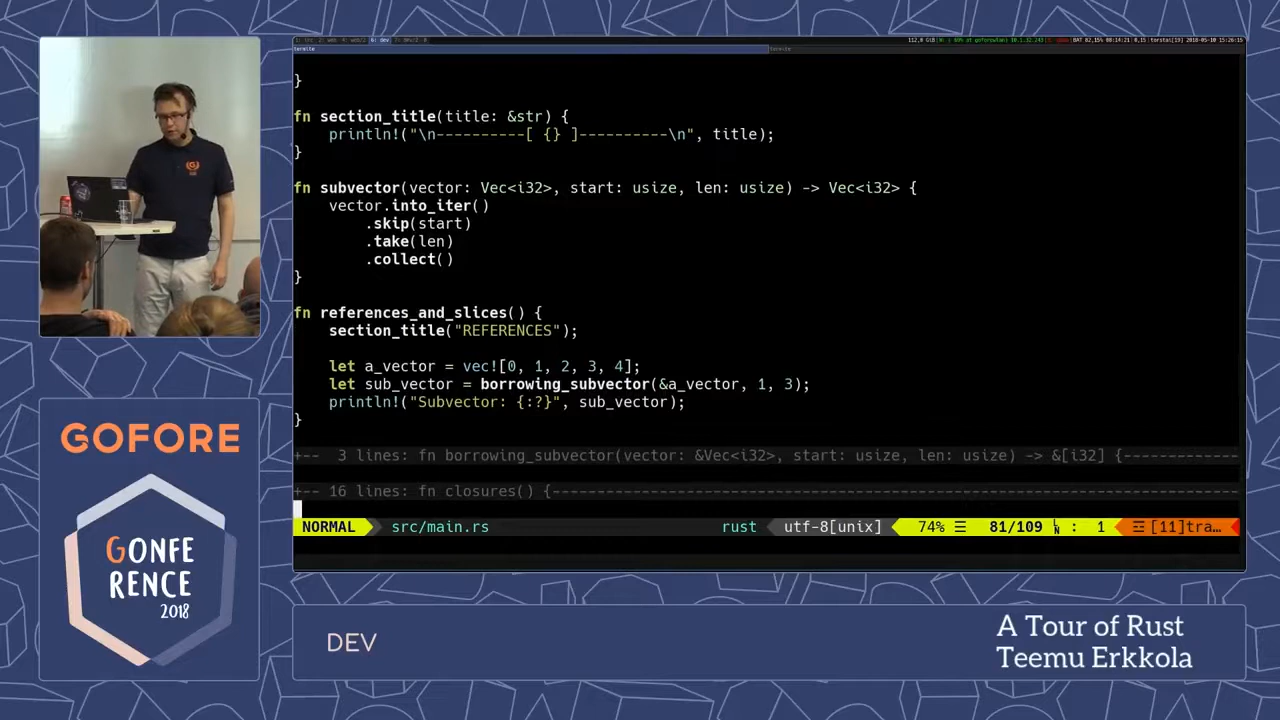 }
fn section_title(title: &str) {
println!("\n----------[ {} ]----------\n", title);
}
fn subvector(vector: Vec<i32>, start: usize, len: usize) -> Vec<i32> {
vector.into_iter()
.skip(start)
.take(len)
.collect()
}
fn references_and_slices() {
section_title("REFERENCES");
let a_vector = vec![0, 1, 2, 3, 4];
let sub_vector = borrowing_subvector(&a_vector, 1, 3);
println!("Subvector: {:?}", sub_vector);
}
+-- 3 lines: fn borrowing_subvector(vector: &Vec<i32>, start: usize, len: usize) -> &[i32] {-------------
+-- 16 lines: fn closures() {------------------------------------------------------------------------------
NORMAL src/main.rs rust utf-8[unix] 74% ☰ 81/109 : 1 ☲ [11]tra…
GOFORE
GONFE
RENCE
2018
DEV
A Tour of Rust
Teemu Erkkola